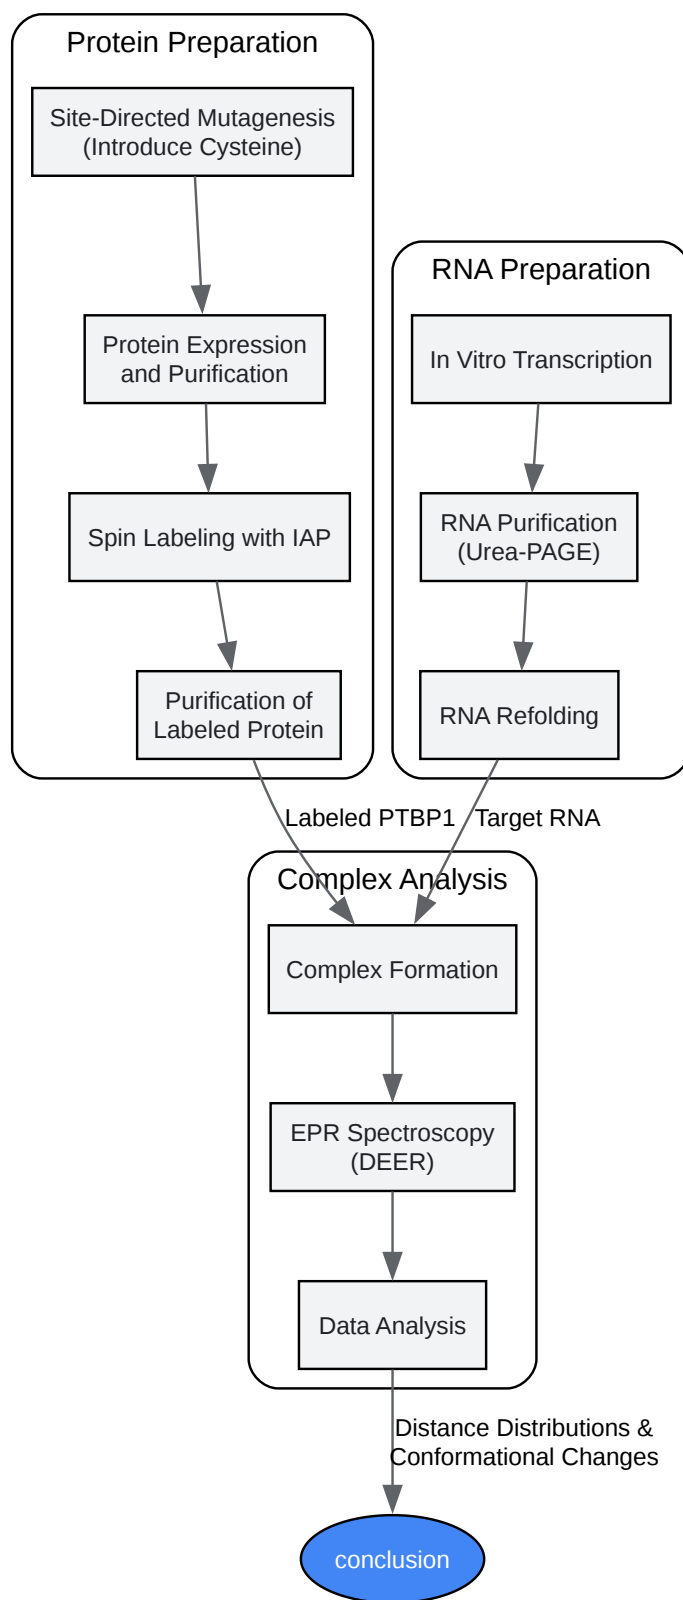 Protein Preparation
Site-Directed Mutagenesis
(Introduce Cysteine)
Protein Expression
and Purification
Spin Labeling with IAP
Purification of
Labeled Protein
RNA Preparation
In Vitro Transcription
RNA Purification
(Urea-PAGE)
RNA Refolding
Labeled PTBP1
Target RNA
Complex Analysis
Complex Formation
EPR Spectroscopy
(DEER)
Data Analysis
Distance Distributions &
Conformational Changes
conclusion